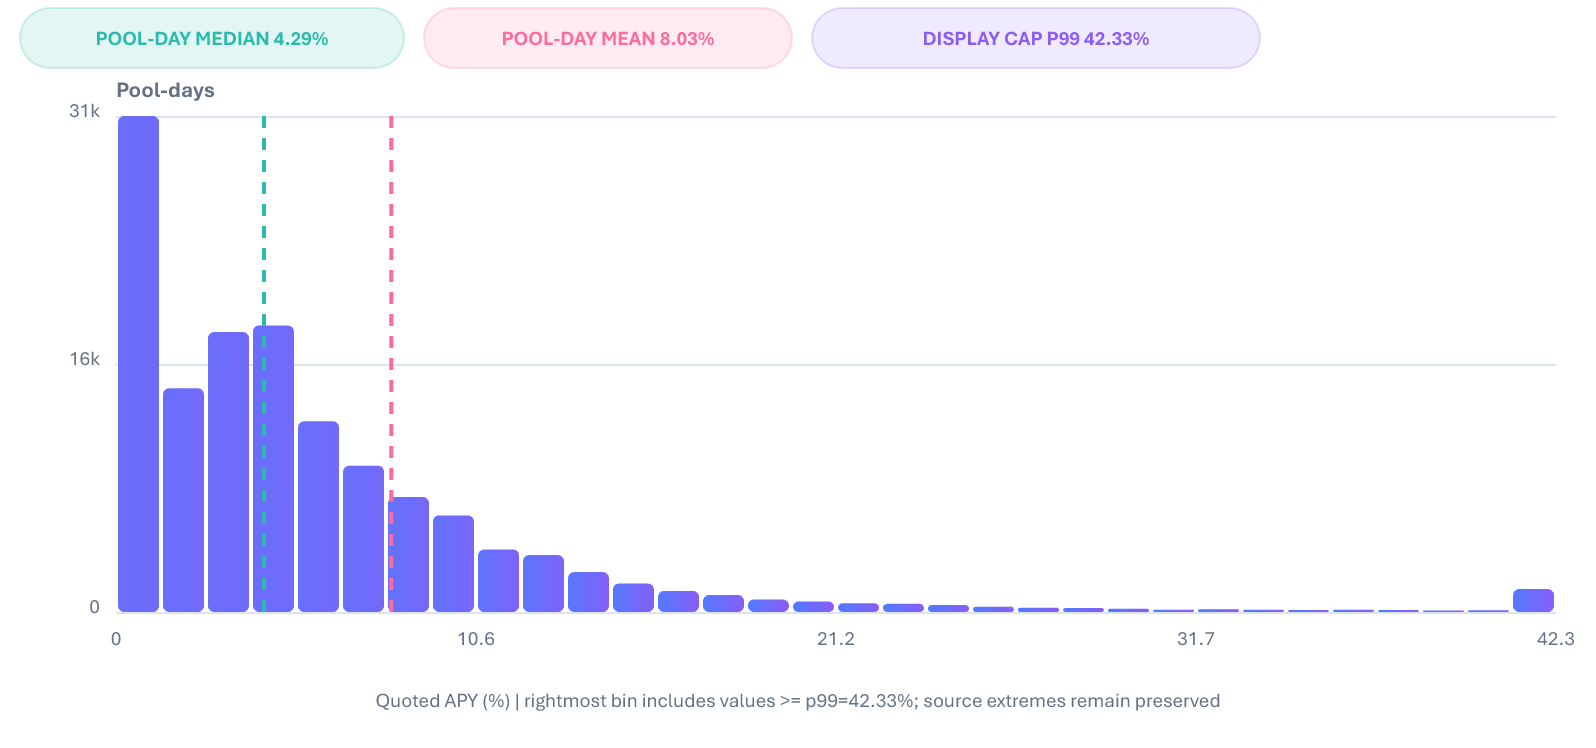 POOL-DAY MEDIAN 4.29%
POOL-DAY MEAN 8.03%
DISPLAY CAP P99 42.33%
Pool-days
31k
16k
0
0 10.6 21.2 31.7 42.3
Quoted APY (%) | rightmost bin includes values >= p99=42.33%; source extremes remain preserved